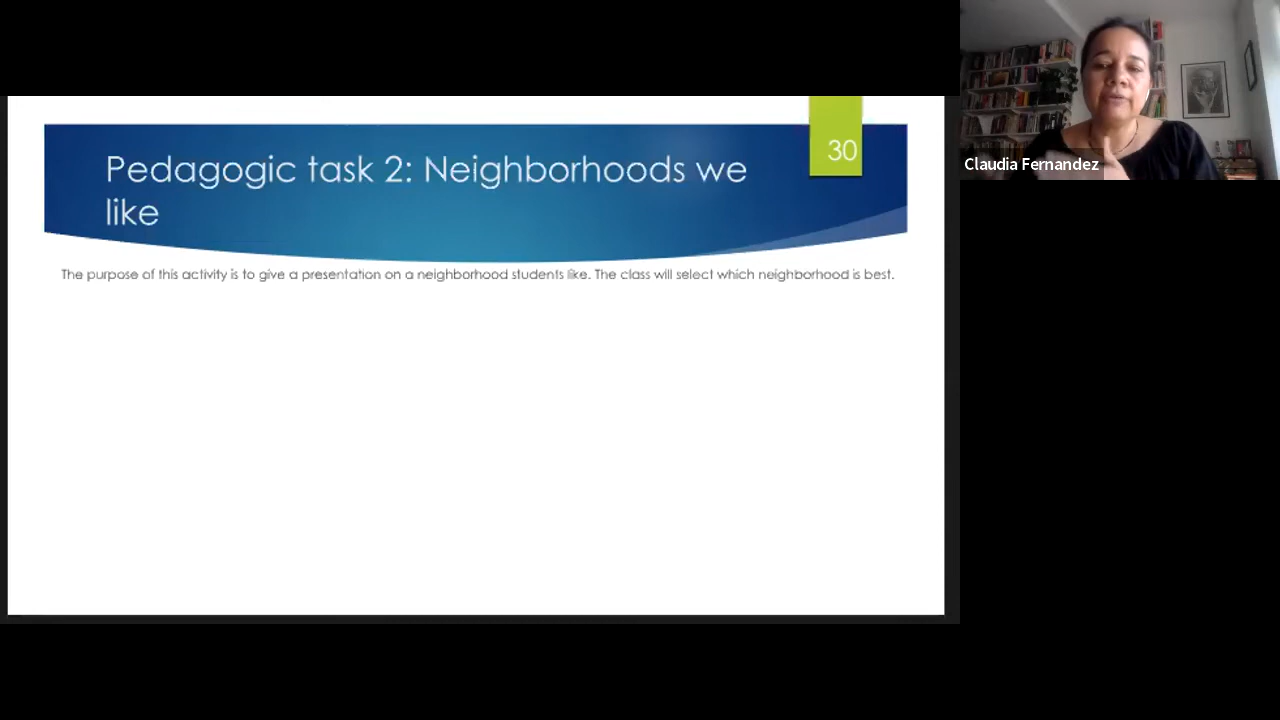 30
Pedagogic task 2: Neighborhoods we
like
The purpose of this activity is to give a presentation on a neighborhood students like. The class will select which neighborhood is best.
Claudia Fernandez